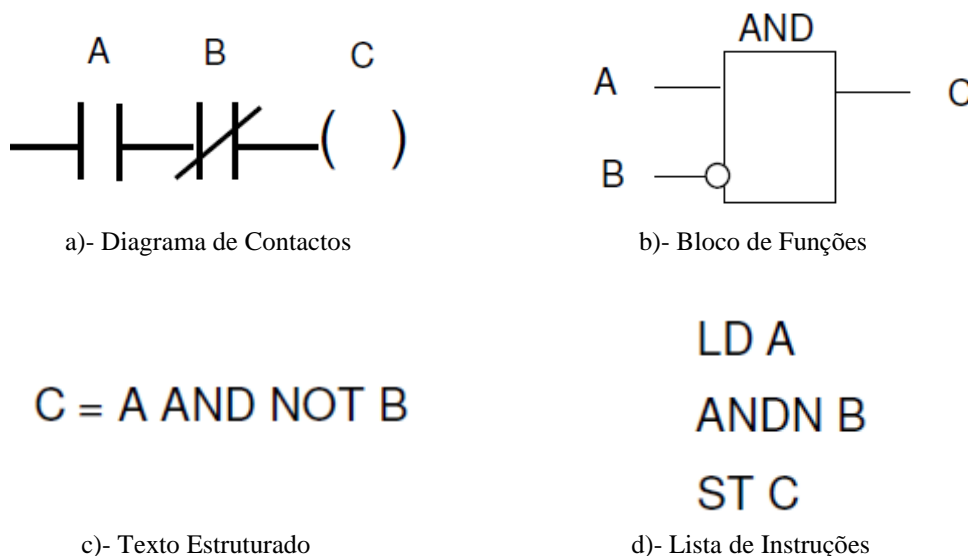 A B C
AND
A
C
B
a)- Diagrama de Contactos
b)- Bloco de Funções
C = A AND NOT B
LD A
ANDN B
ST C
c)- Texto Estruturado
d)- Lista de Instruções